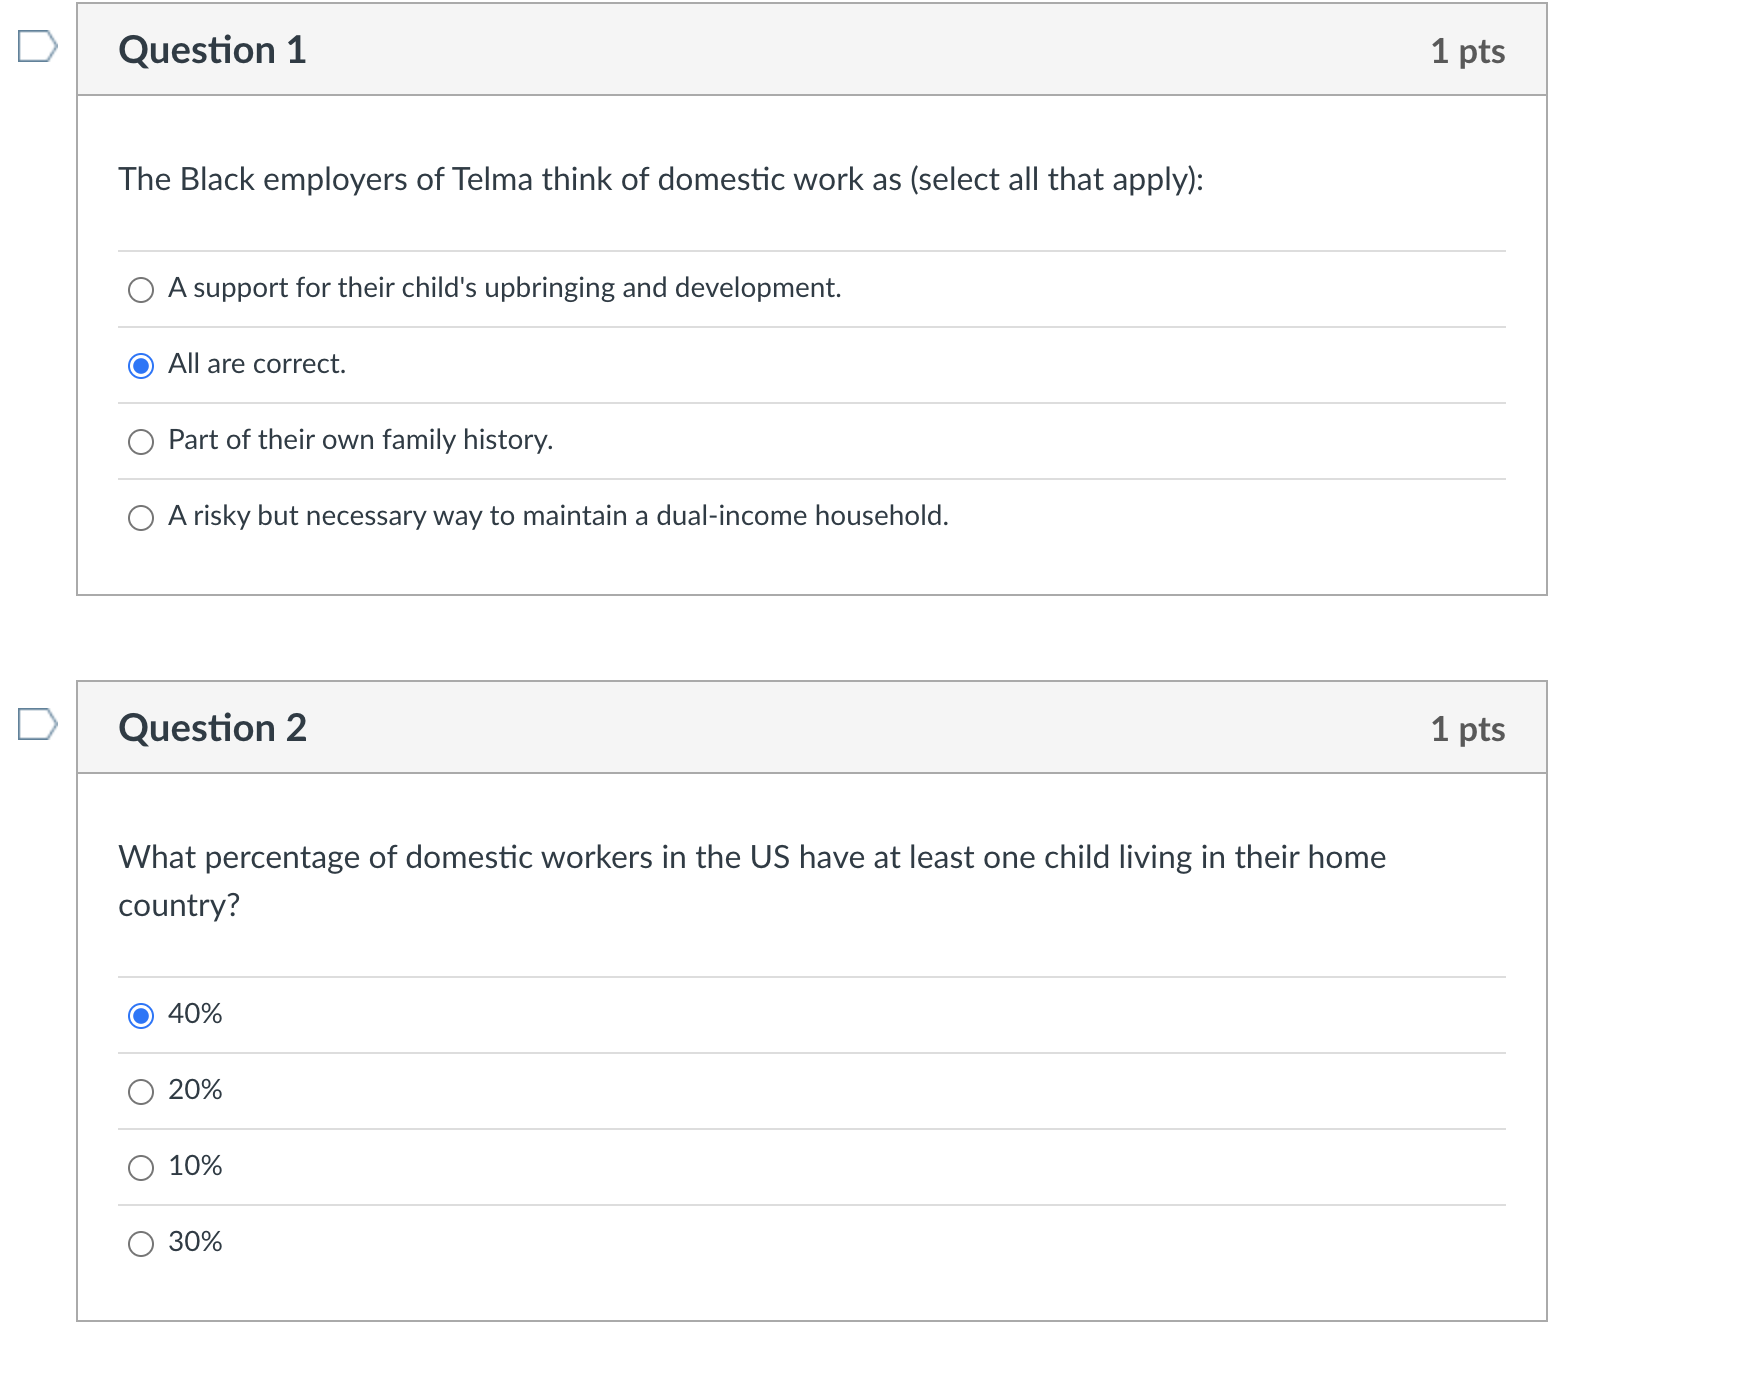 Question 1
1 pts
The Black employers of Telma think of domestic work as (select all that apply):
A support for their child's upbringing and development.
All are correct.
Part of their own family history.
A risky but necessary way to maintain a dual-income household.
Question 2
1 pts
What percentage of domestic workers in the US have at least one child living in their home
country?
40%
20%
10%
30%